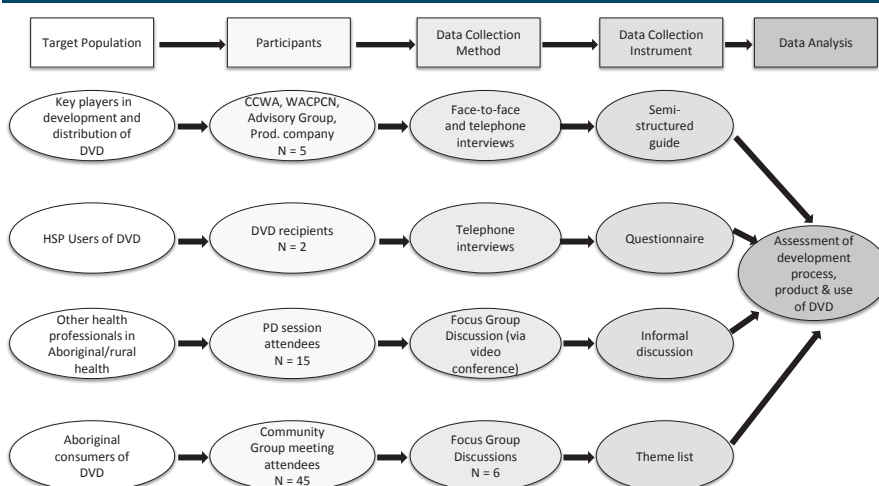 Target Population
Participants
Data Collection
Method
Data Collection
Instrument
Data Analysis
Key players in
development and
distribution of
DVD
CCWA, WACPCN,
Advisory Group,
Prod. company
N = 5
Face-to-face
and telephone
interviews
Semi-
structured
guide
HSP Users of DVD
DVD recipients
N = 2
Telephone
interviews
Questionnaire
Assessment of
development
process,
product & use
of DVD
Other health
professionals in
Aboriginal/rural
health
PD session
attendees
N = 15
Focus Group
Discussion (via
video
conference)
Informal
discussion
Aboriginal
consumers of
DVD
Community
Group meeting
attendees
N = 45
Focus Group
Discussions
N = 6
Theme list